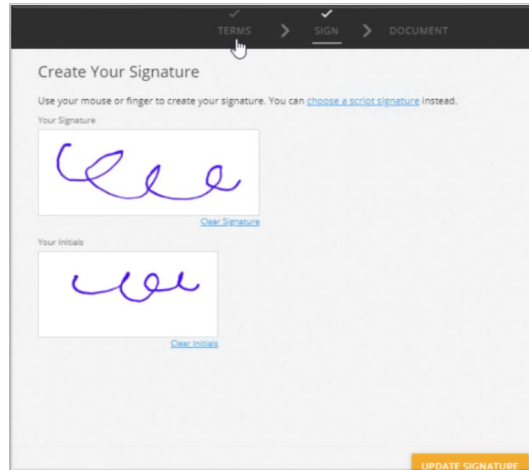 TERMS SIGN DOCUMENT
Create Your Signature
Use your mouse or finger to create your signature. You can choose a script signature instead.
Your Signature
Clear Signature
Your Initials
Clear Initials
UPDATE SIGNATURE